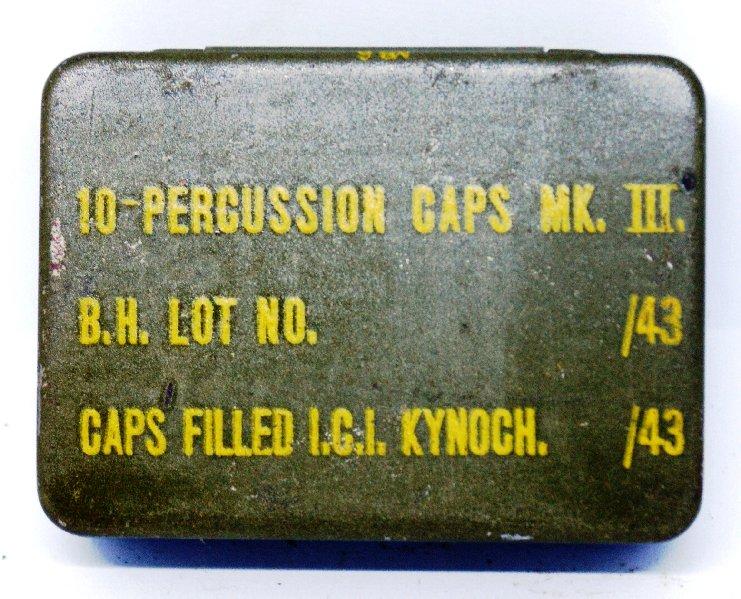 10-PERCUSSION CAPS MK. III.
B.H. LOT NO. /43
CAPS FILLED I.C.I. KYNOCH. /43